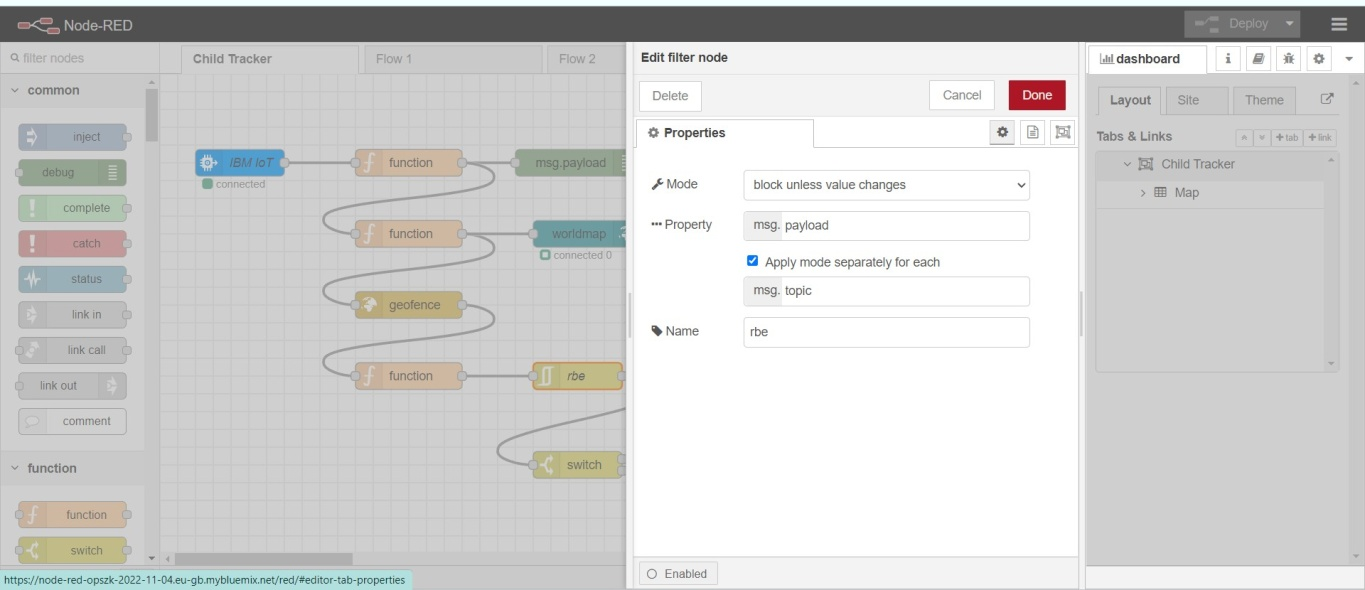 Node-RED
Deploy
filter nodes
Child Tracker
Flow 1
Flow 2
Edit filter node
dashboard
i
common
Delete
Cancel
Done
Layout
Site
Theme
inject
Properties
Tabs & Links
+tab
+link
IBM IoT
function
msg.payload
Child Tracker
debug
connected
Mode
block unless value changes
Map
complete
Property
msg. payload
catch
function
worldmap
connected 0
Apply mode separately for each
status
msg. topic
link in
geofence
Name
rbe
link call
function
rbe
link out
comment
function
switch
function
switch
Enabled
https://node-red-opszk-2022-11-04.eu-gb.mybluemix.net/red/#editor-tab-properties